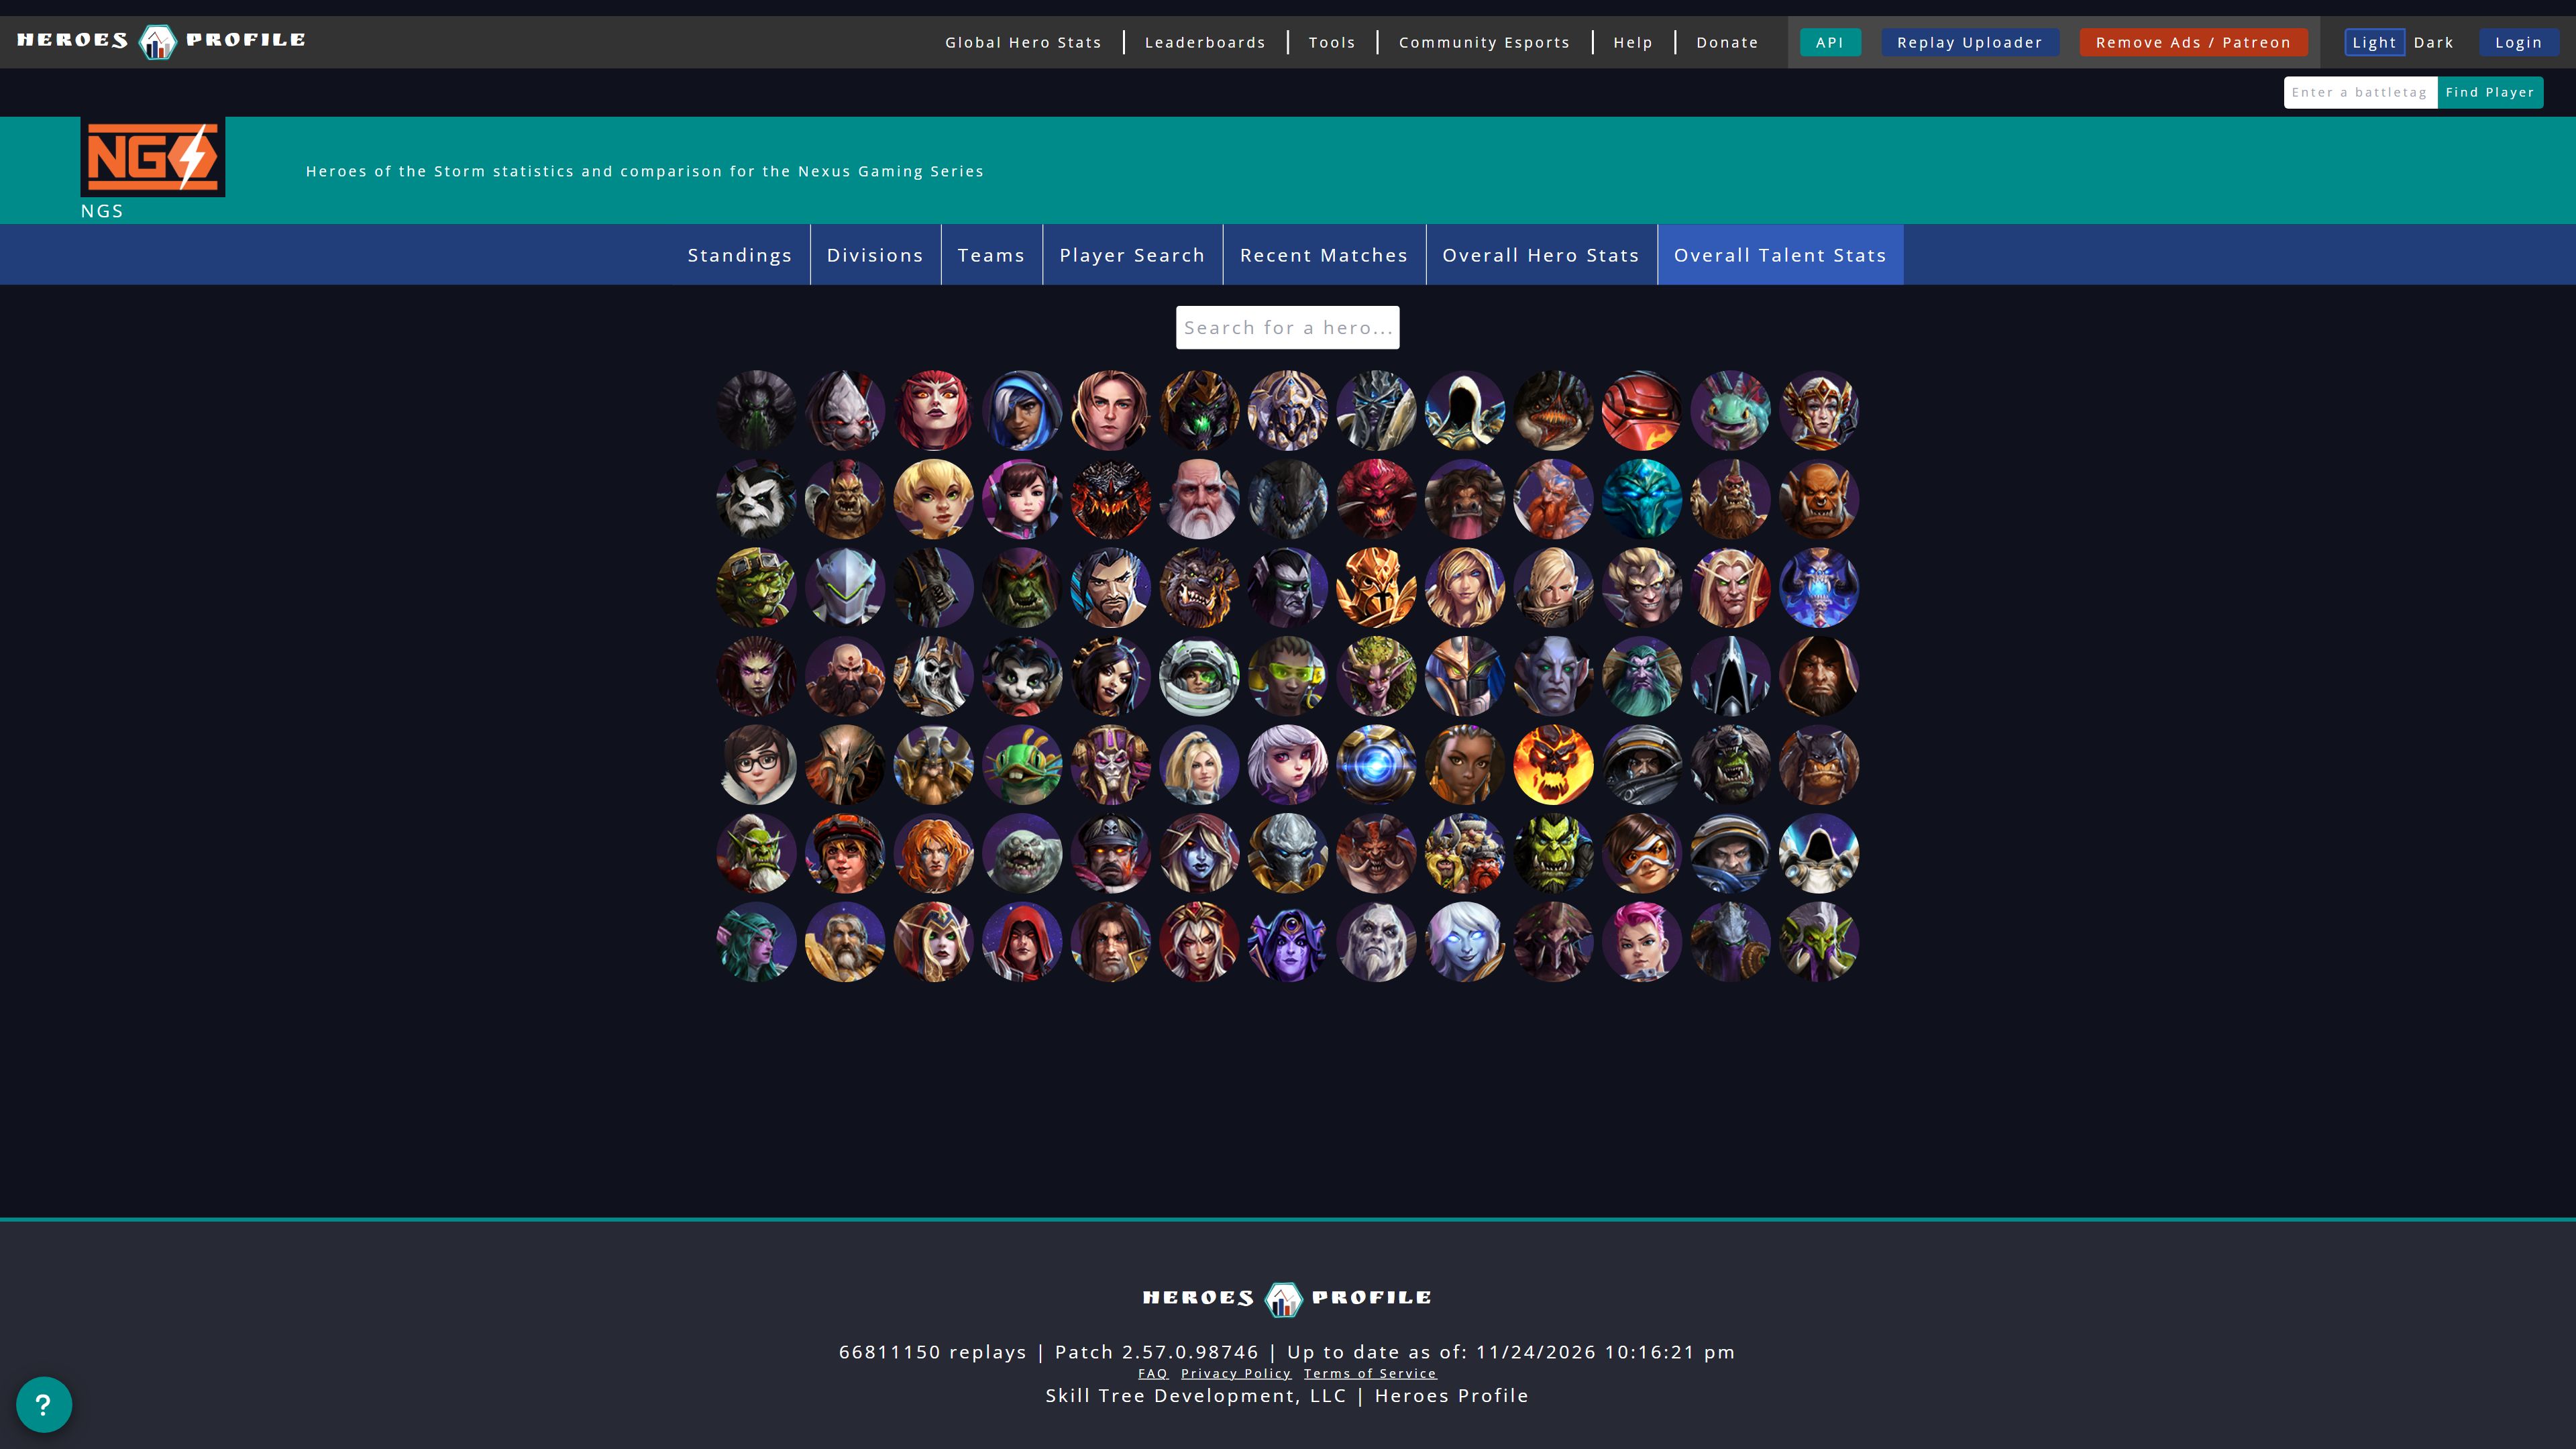 HEROES PROFILE
Global Hero Stats
Leaderboards
Tools
Community Esports
Help
Donate
API
Replay Uploader
Remove Ads / Patreon
Light
Dark
Login
Enter a battletag
Find Player
NGS
Heroes of the Storm statistics and comparison for the Nexus Gaming Series
NGS
Standings
Divisions
Teams
Player Search
Recent Matches
Overall Hero Stats
Overall Talent Stats
Search for a hero...
HEROES PROFILE
66811150 replays | Patch 2.57.0.98746 | Up to date as of: 11/24/2026 10:16:21 pm
FAQ Privacy Policy Terms of Service
Skill Tree Development, LLC | Heroes Profile
?